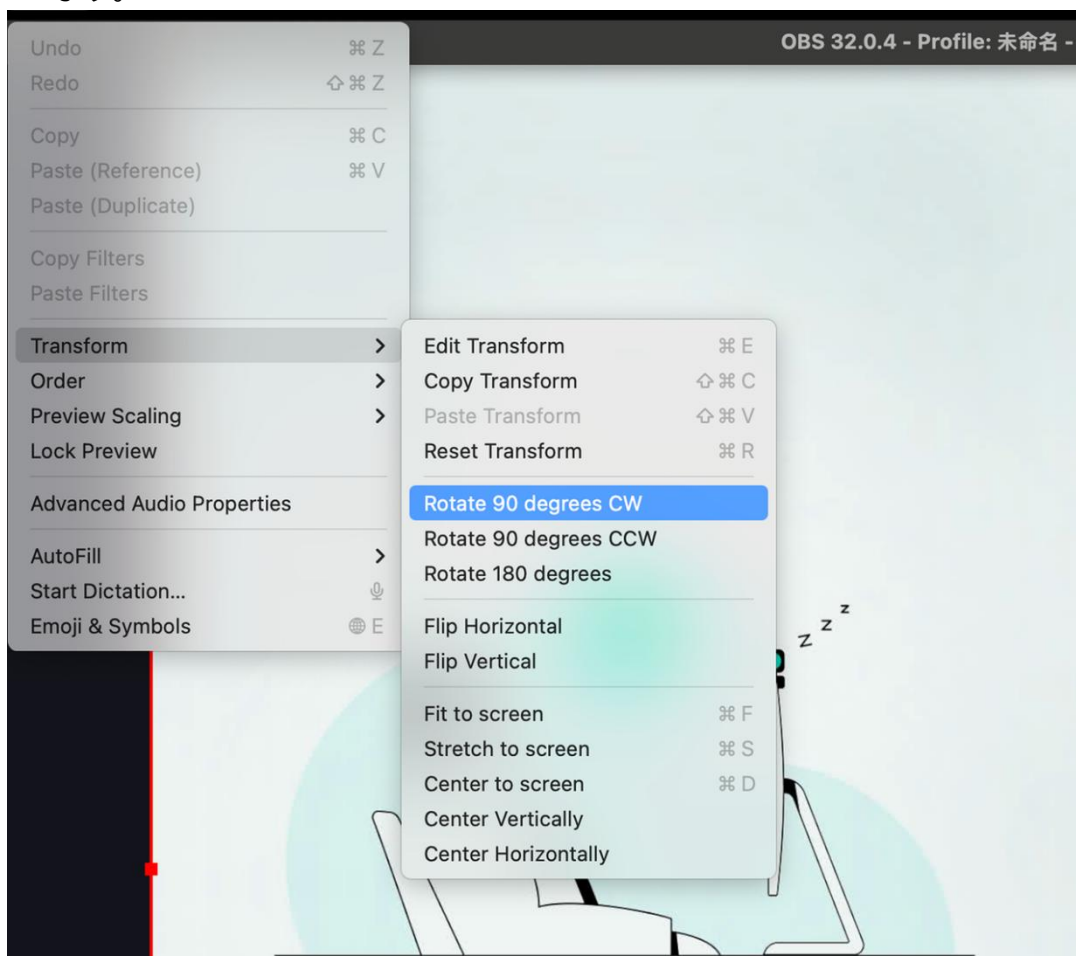 OBS 32.0.4 - Profile: 未命名 -
Undo ⌘ Z
Redo ⇧ ⌘ Z
Copy ⌘ C
Paste (Reference) ⌘ V
Paste (Duplicate)
Copy Filters
Paste Filters
Transform
Order
Preview Scaling
Lock Preview
Advanced Audio Properties
AutoFill
Start Dictation...
Emoji & Symbols 🌐 E
Edit Transform ⌘ E
Copy Transform ⇧ ⌘ C
Paste Transform ⇧ ⌘ V
Reset Transform ⌘ R
Rotate 90 degrees CW
Rotate 90 degrees CCW
Rotate 180 degrees
Flip Horizontal
Flip Vertical
Fit to screen ⌘ F
Stretch to screen ⌘ S
Center to screen ⌘ D
Center Vertically
Center Horizontally
z z z